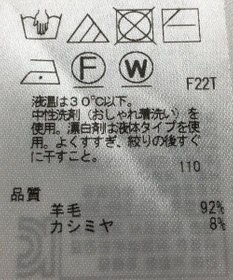 F
W
F22T
液温は30℃以下。
中性洗剤(おしゃれ着洗い)を
使用。漂白剤は液体タイプを使
用。よくすすぎ、絞りの後すぐ
に干すこと。
110
品質
羊毛 92%
カシミヤ 8%